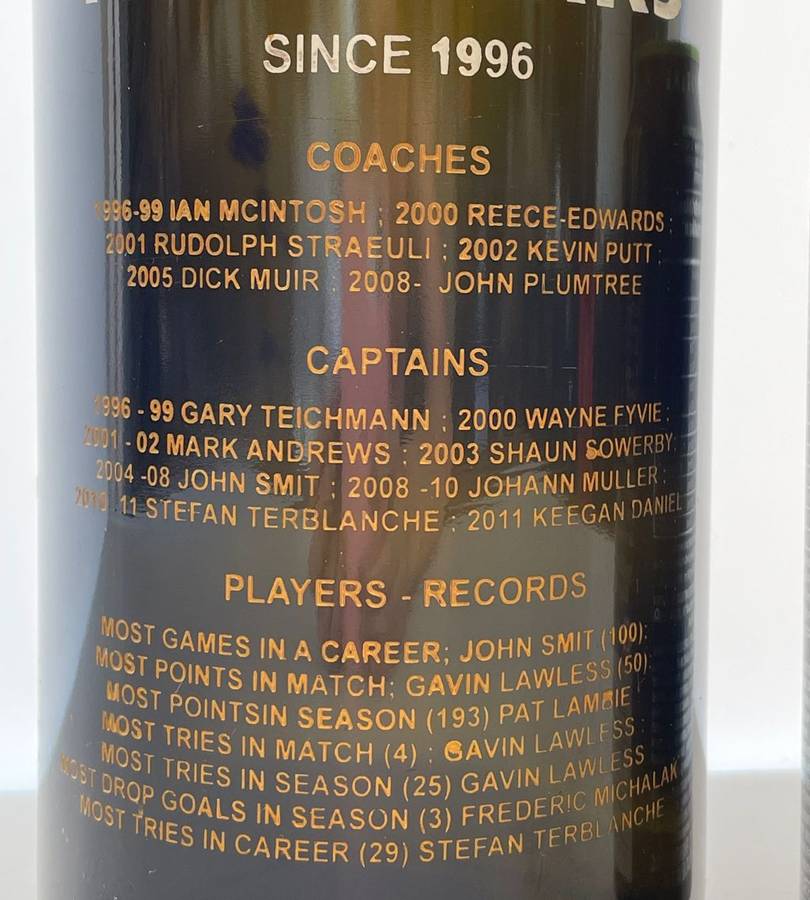 SINCE 1996
COACHES
1996-99 IAN MCINTOSH ; 2000 REECE-EDWARDS ;
2001 RUDOLPH STRAEULI ; 2002 KEVIN PUTT ;
2005 DICK MUIR ; 2008- JOHN PLUMTREE
CAPTAINS
1996 - 99 GARY TEICHMANN ; 2000 WAYNE FYVIE ;
2001 - 02 MARK ANDREWS ; 2003 SHAUN SOWERBY;
2004 -08 JOHN SMIT ; 2008 -10 JOHANN MULLER ;
2010 11 STEFAN TERBLANCHE ; 2011 KEEGAN DANIEL
PLAYERS - RECORDS
MOST GAMES IN A CAREER; JOHN SMIT (100);
MOST POINTS IN MATCH; GAVIN LAWLESS (50);
MOST POINTSIN SEASON (193) PAT LAMBIE
MOST TRIES IN MATCH (4) ; GAVIN LAWLESS ;
MOST TRIES IN SEASON (25) GAVIN LAWLESS
MOST DROP GOALS IN SEASON (3) FREDERIC MICHALAK
MOST TRIES IN CAREER (29) STEFAN TERBLANCHE